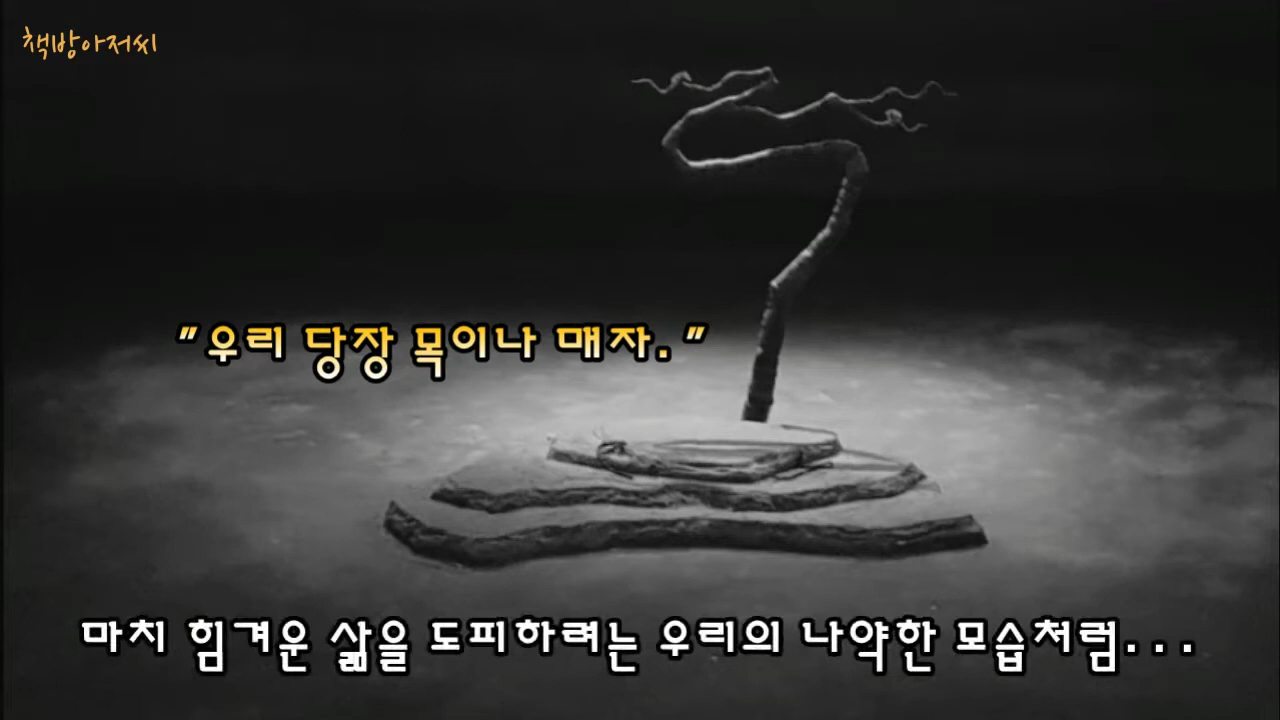 책방아저씨
"우리 당장 목이나 매자."
마치 힘겨운 삶을 도피하려는 우리의 나약한 모습처럼...